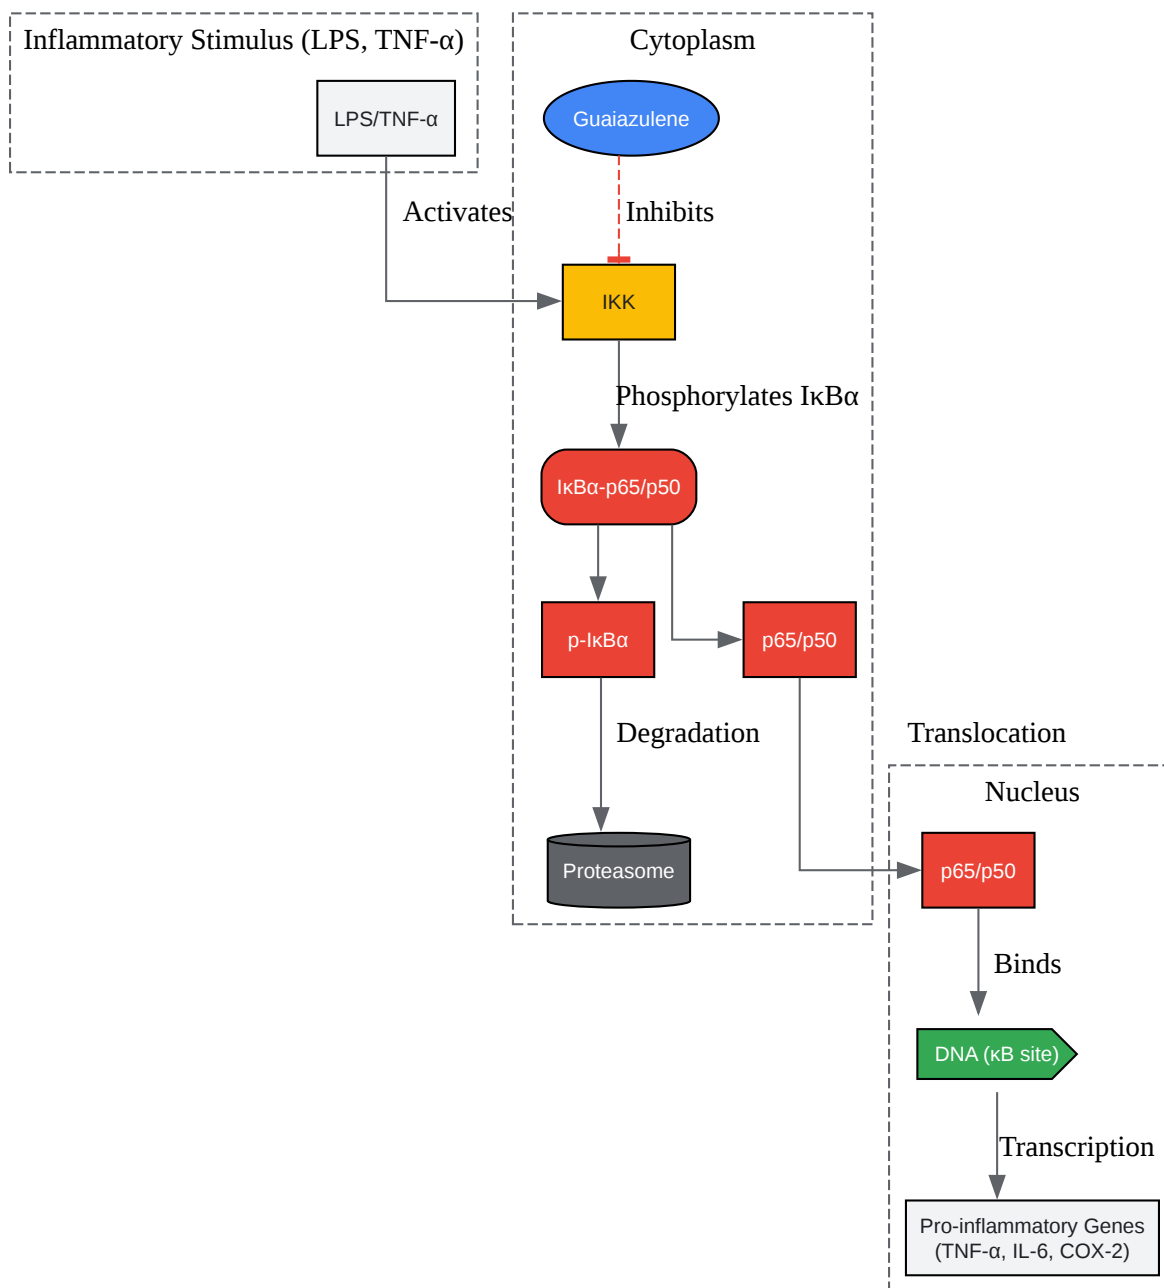 Inflammatory Stimulus (LPS, TNF-α)
Cytoplasm
LPS/TNF-α
Guaiazulene
Activates
Inhibits
IKK
Phosphorylates IκBα
IκBα-p65/p50
p-IκBα
p65/p50
Degradation
Translocation
Nucleus
Proteasome
p65/p50
Binds
DNA (κB site)
Transcription
Pro-inflammatory Genes
(TNF-α, IL-6, COX-2)